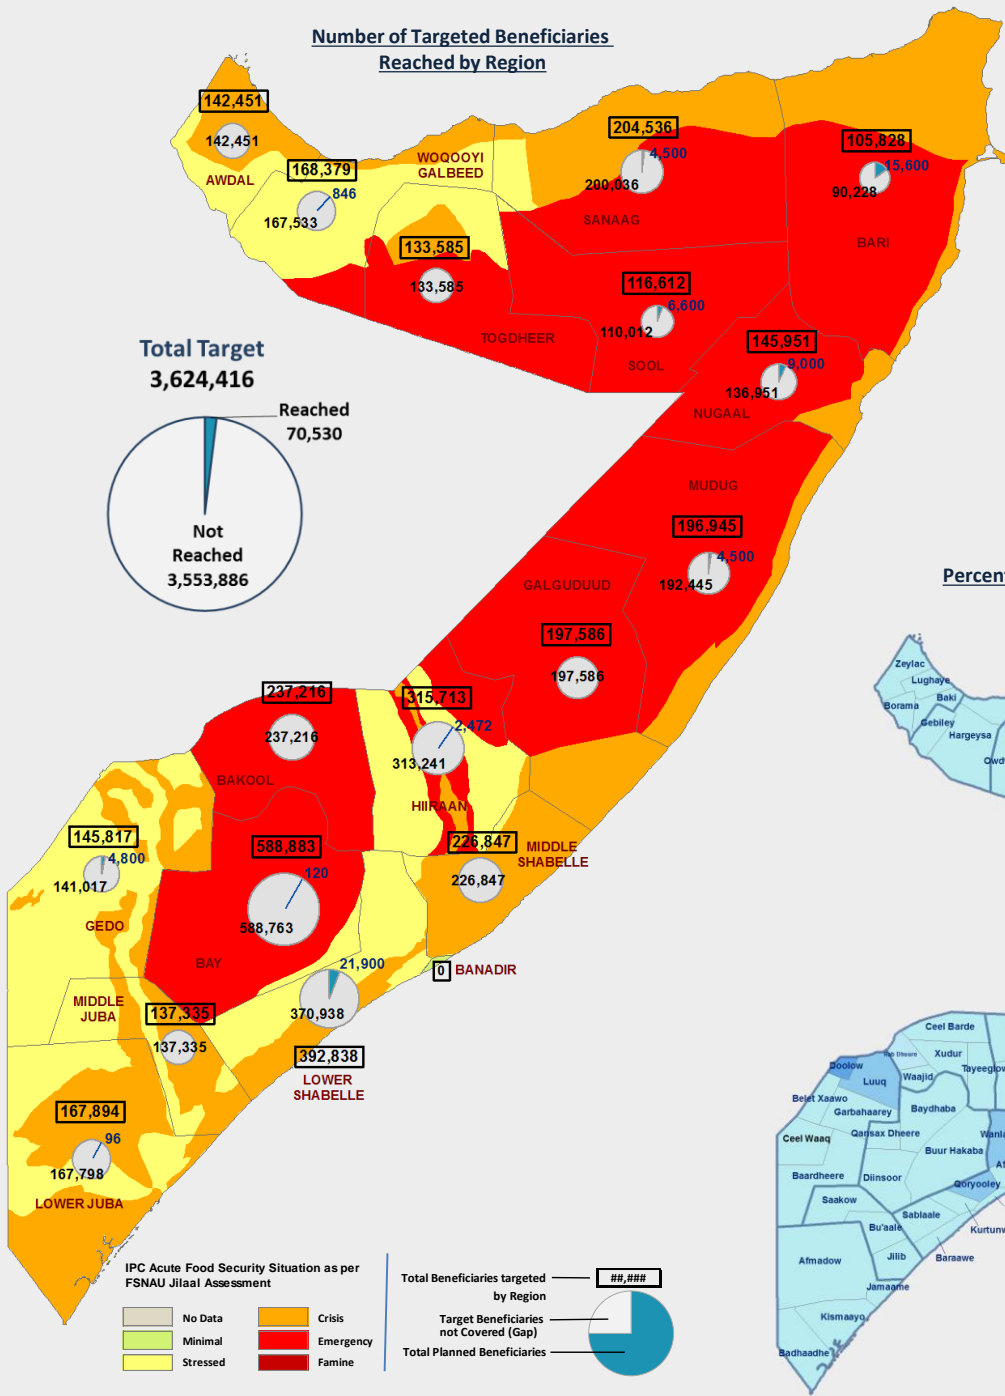 Number of Targeted Beneficiaries
Reached by Region
142,451
142,451
AWDAL
168,379
846
167,533
WOQOOYI
GALBEED
204,536
4,500
200,036
SANAAG
105,828
15,600
90,228
BARI
133,585
133,585
TOGDHEER
116,612
6,600
110,012
SOOL
145,951
9,000
136,951
NUGAAL
Total Target
3,624,416
Reached
70,530
Not
Reached
3,553,886
MUDUG
196,945
4,500
192,445
GALGUDUUD
197,586
197,586
Percent
237,216
237,216
BAKOOL
315,713
2,472
313,241
HIIRAAN
226,847
226,847
MIDDLE
SHABELLE
145,817
4,800
141,017
GEDO
588,883
120
588,763
BAY
0
BANADIR
21,900
370,938
392,838
LOWER
SHABELLE
MIDDLE
JUBA
137,335
137,335
167,894
96
167,798
LOWER JUBA
Zeylac
Lughaye
Baki
Borama
Gebiley
Hargeysa
Owd
Ceel Barde
Xudur
Tayeeglow
Doolow
Luuq
Waajid
Belet Xaawo
Garbahaarey
Baydhaba
Ceel Waaq
Qansax Dheere
Buur Hakaba
Wanla
Af
Baardheere
Diinsoor
Qoryooley
Saakow
Sablaale
Kurtunw
Bu'aale
Afmadow
Jilib
Baraawe
Jamaame
Kismaayo
Badhaadhe
IPC Acute Food Security Situation as per
FSNAU Jilaal Assessment
No Data
Crisis
Minimal
Emergency
Stressed
Famine
Total Beneficiaries targeted
by Region
##,###
Target Beneficiaries
not Covered (Gap)
Total Planned Beneficiaries